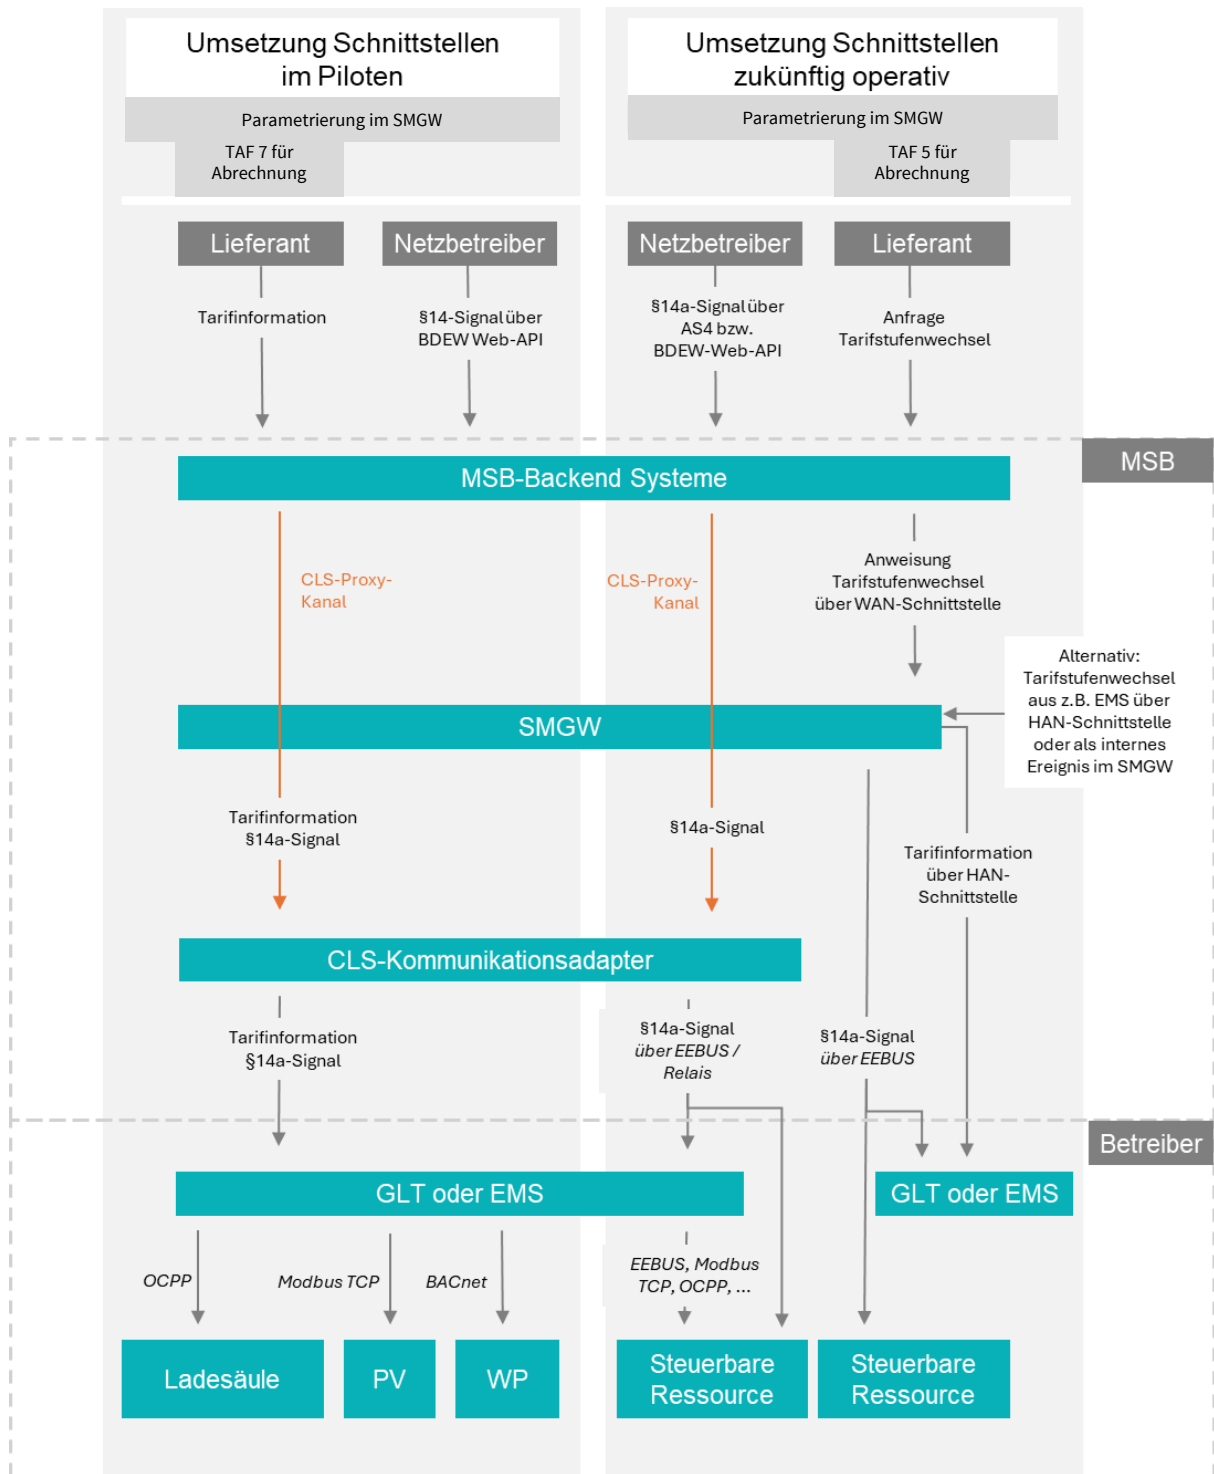 Umsetzung Schnittstellen
im Piloten
Parametrierung im SMGW
TAF 7 für
Abrechnung
Umsetzung Schnittstellen
zukünftig operativ
Parametrierung im SMGW
TAF 5 für
Abrechnung
Lieferant
Netzbetreiber
Netzbetreiber
Lieferant
Tarifinformation
§14-Signal über
BDEW Web-API
§14a-Signal über
AS4 bzw.
BDEW-Web-API
Anfrage
Tarifstufenwechsel
MSB
MSB-Backend Systeme
CLS-Proxy-
Kanal
CLS-Proxy-
Kanal
Anweisung
Tarifstufenwechsel
über WAN-Schnittstelle
Alternativ:
Tarifstufenwechsel
aus z.B. EMS über
HAN-Schnittstelle
oder als internes
Ereignis im SMGW
SMGW
Tarifinformation
§14a-Signal
§14a-Signal
Tarifinformation
über HAN-
Schnittstelle
CLS-Kommunikationsadapter
Tarifinformation
§14a-Signal
§14a-Signal
über EEBUS /
Relais
§14a-Signal
über EEBUS
Betreiber
GLT oder EMS
GLT oder EMS
OCPP
Modbus TCP
BACnet
EEBUS, Modbus
TCP, OCPP, ...
Ladesäule
PV
WP
Steuerbare
Ressource
Steuerbare
Ressource